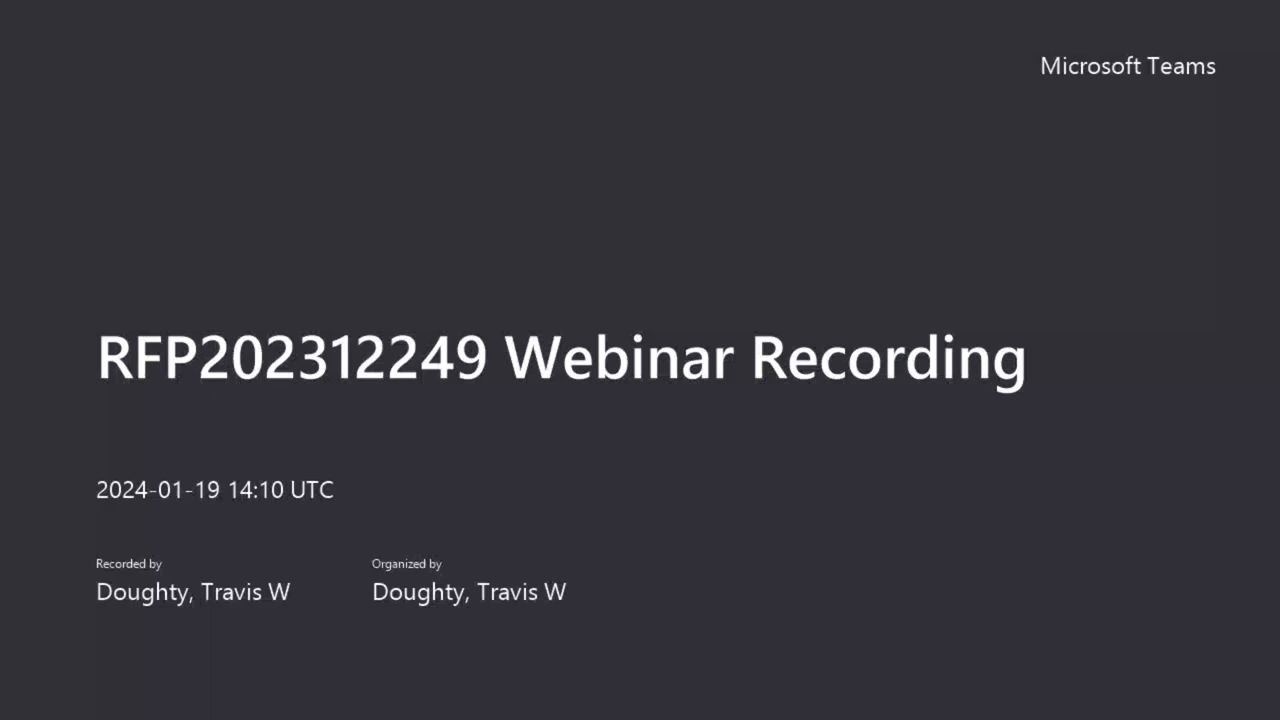 Microsoft Teams
RFP202312249 Webinar Recording
2024-01-19 14:10 UTC
Recorded by
Doughty, Travis W
Organized by
Doughty, Travis W